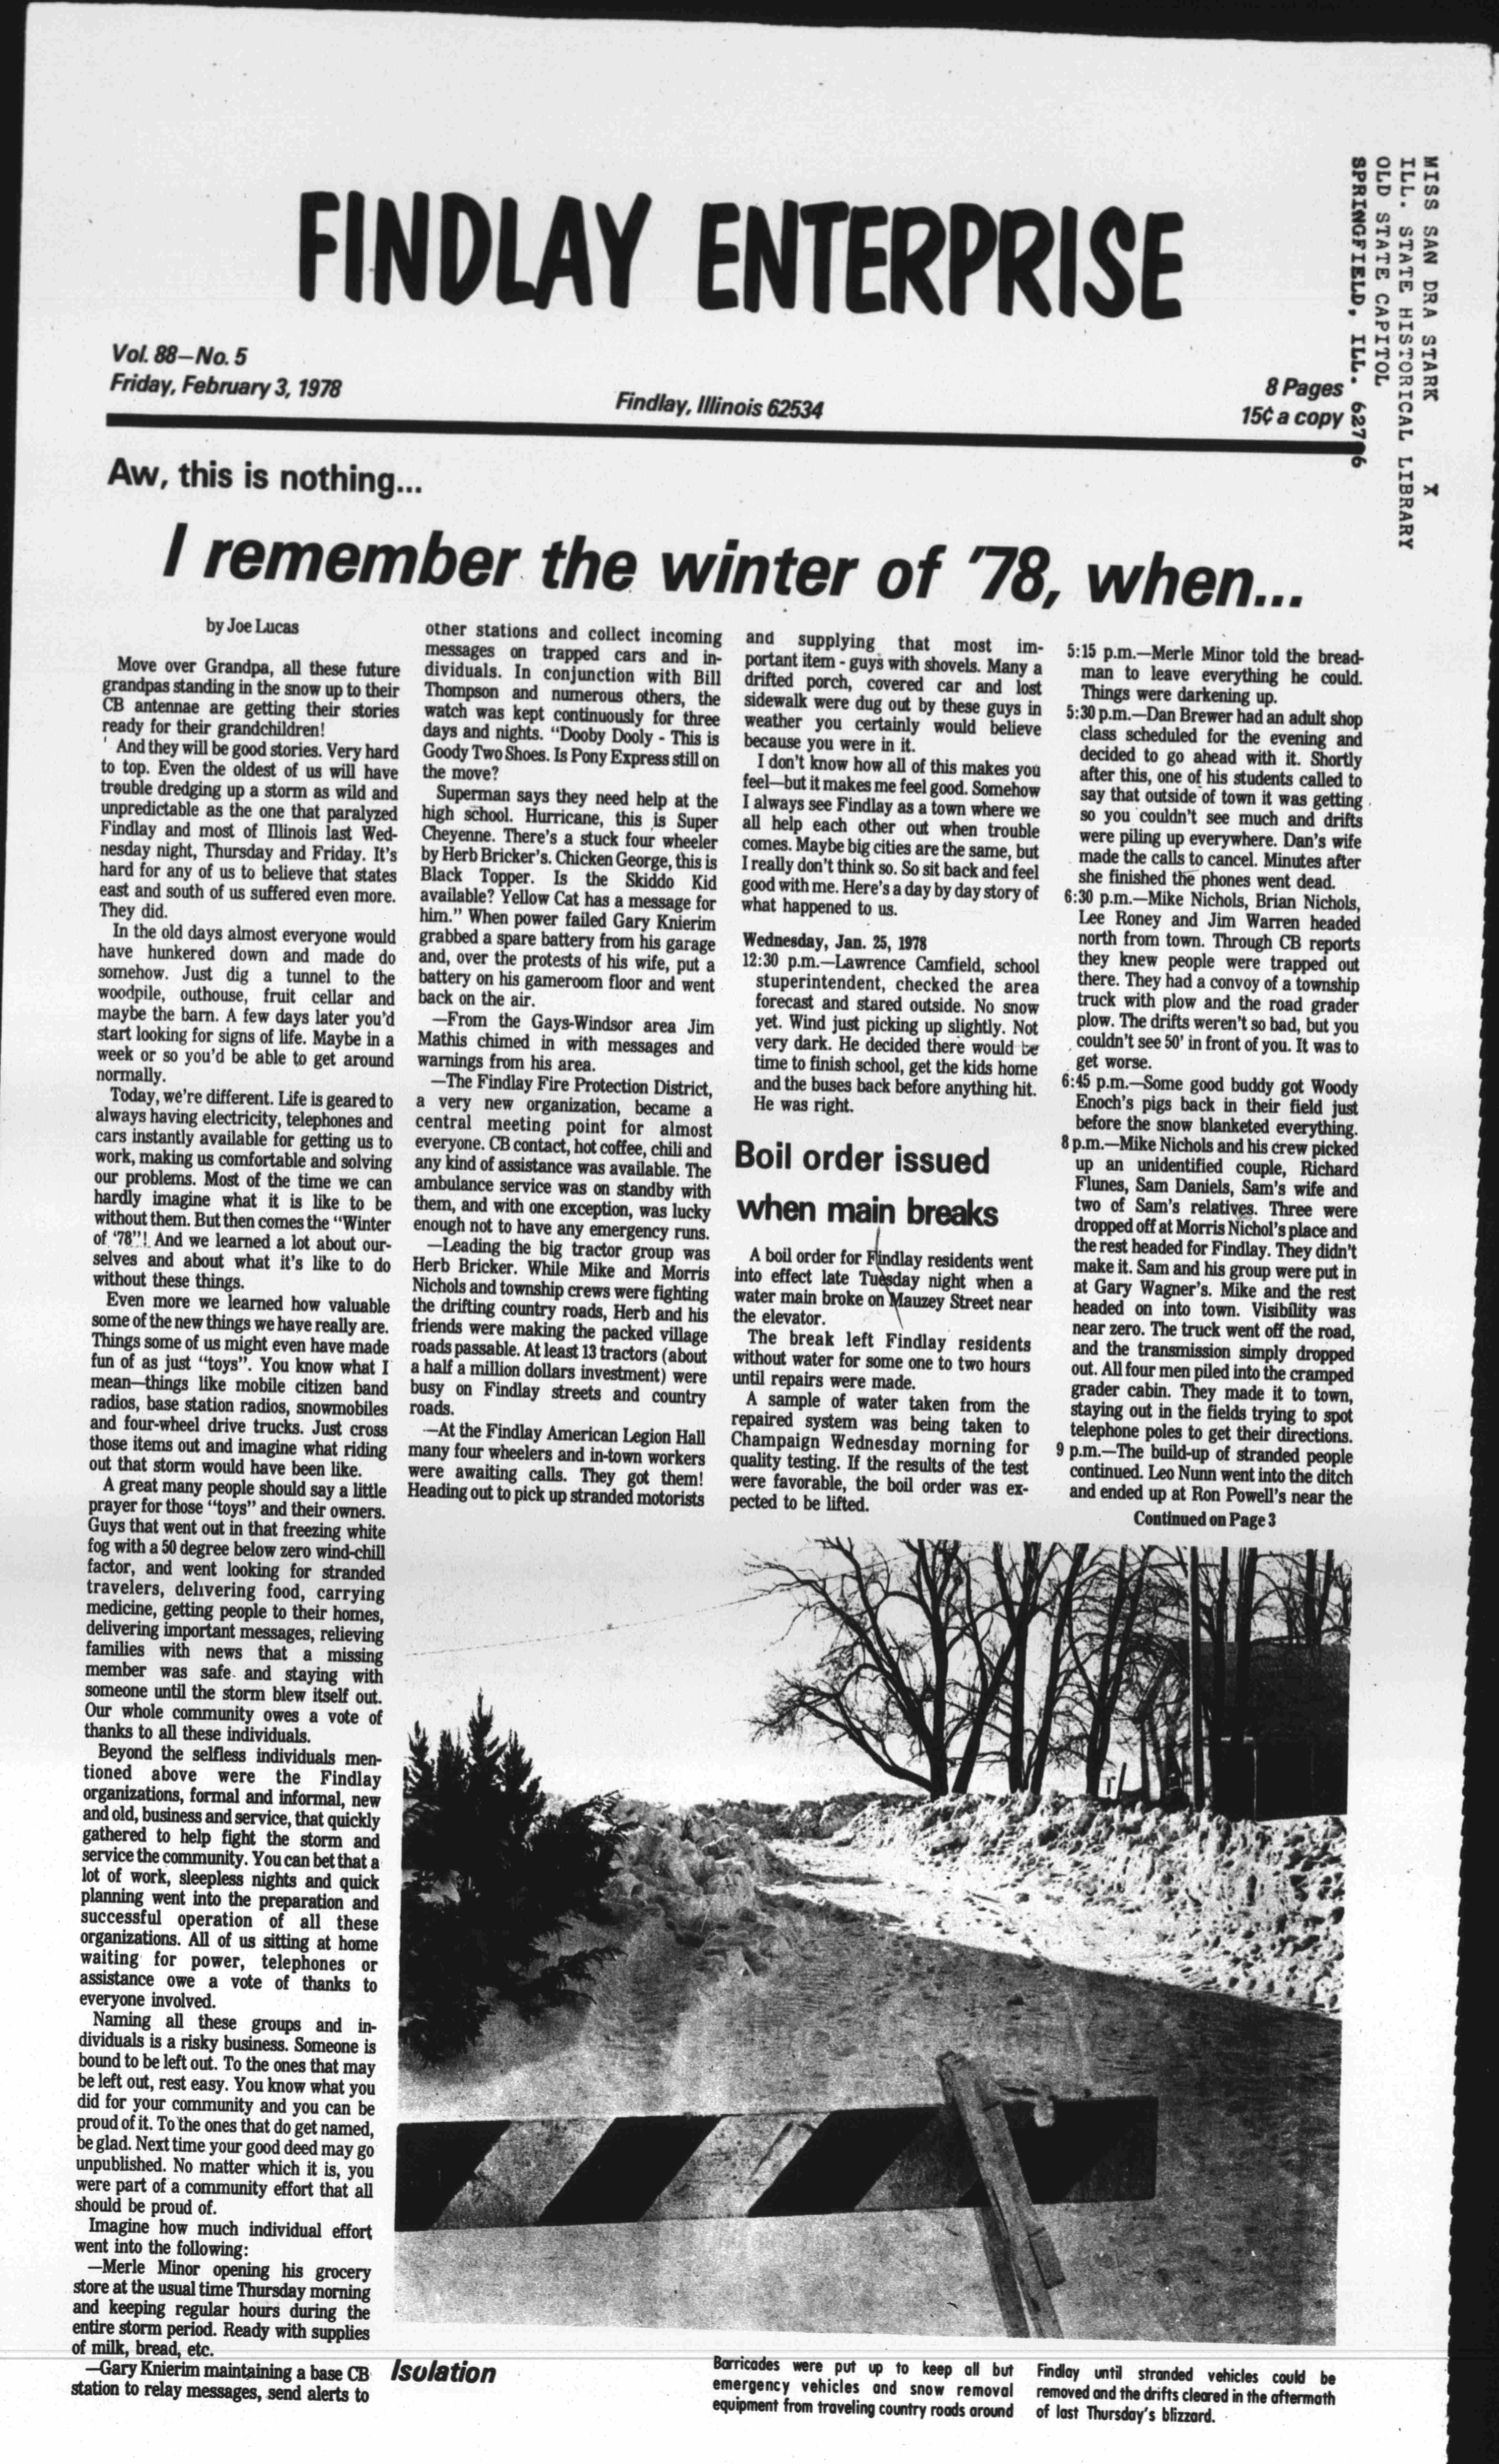 MISS SAN DRA STARK X
ILL. STATE HISTORICAL LIBRARY
OLD STATE CAPITOL
SPRINGFIELD, ILL. 62706
FINDLAY ENTERPRISE
Vol. 88—No. 5
Friday, February 3, 1978
Findlay, Illinois 62534
8 Pages
15¢ a copy
Aw, this is nothing...
I remember the winter of '78, when...
by Joe Lucas
Move over Grandpa, all these future
grandpas standing in the snow up to their
CB antennae are getting their stories
ready for their grandchildren!
And they will be good stories. Very hard
to top. Even the oldest of us will have
trouble dredging up a storm as wild and
unpredictable as the one that paralyzed
Findlay and most of Illinois last Wed-
nesday night, Thursday and Friday. It's
hard for any of us to believe that states
east and south of us suffered even more.
They did.
In the old days almost everyone would
have hunkered down and made do
somehow. Just dig a tunnel to the
woodpile, outhouse, fruit cellar and
maybe the barn. A few days later you'd
start looking for signs of life. Maybe in a
week or so you'd be able to get around
normally.
Today, we're different. Life is geared to
always having electricity, telephones and
cars instantly available for getting us to
work, making us comfortable and solving
our problems. Most of the time we can
hardly imagine what it is like to be
without them. But then comes the "Winter
of '78"! And we learned a lot about our-
selves and about what it's like to do
without these things.
Even more we learned how valuable
some of the new things we have really are.
Things some of us might even have made
fun of as just "toys". You know what I
mean—things like mobile citizen band
radios, base station radios, snowmobiles
and four-wheel drive trucks. Just cross
those items out and imagine what riding
out that storm would have been like.
A great many people should say a little
prayer for those "toys" and their owners.
Guys that went out in that freezing white
fog with a 50 degree below zero wind-chill
factor, and went looking for stranded
travelers, delivering food, carrying
medicine, getting people to their homes,
delivering important messages, relieving
families with news that a missing
member was safe and staying with
someone until the storm blew itself out.
Our whole community owes a vote of
thanks to all these individuals.
Beyond the selfless individuals men-
tioned above were the Findlay
organizations, formal and informal, new
and old, business and service, that quickly
gathered to help fight the storm and
service the community. You can bet that a
lot of work, sleepless nights and quick
planning went into the preparation and
successful operation of all these
organizations. All of us sitting at home
waiting for power, telephones or
assistance owe a vote of thanks to
everyone involved.
Naming all these groups and in-
dividuals is a risky business. Someone is
bound to be left out. To the ones that may
be left out, rest easy. You know what you
did for your community and you can be
proud of it. To the ones that do get named,
be glad. Next time your good deed may go
unpublished. No matter which it is, you
were part of a community effort that all
should be proud of.
Imagine how much individual effort
went into the following:
—Merle Minor opening his grocery
store at the usual time Thursday morning
and keeping regular hours during the
entire storm period. Ready with supplies
of milk, bread, etc.
—Gary Knierim maintaining a base CB
station to relay messages, send alerts to
other stations and collect incoming
messages on trapped cars and in-
dividuals. In conjunction with Bill
Thompson and numerous others, the
watch was kept continuously for three
days and nights. "Dooby Dooly - This is
Goody Two Shoes. Is Pony Express still on
the move?
Superman says they need help at the
high school. Hurricane, this is Super
Cheyenne. There's a stuck four wheeler
by Herb Bricker's. Chicken George, this is
Black Topper. Is the Skiddo Kid
available? Yellow Cat has a message for
him." When power failed Gary Knierim
grabbed a spare battery from his garage
and, over the protests of his wife, put a
battery on his gameroom floor and went
back on the air.
—From the Gays-Windsor area Jim
Mathis chimed in with messages and
warnings from his area.
—The Findlay Fire Protection District,
a very new organization, became a
central meeting point for almost
everyone. CB contact, hot coffee, chili and
any kind of assistance was available. The
ambulance service was on standby with
them, and with one exception, was lucky
enough not to have any emergency runs.
—Leading the big tractor group was
Herb Bricker. While Mike and Morris
Nichols and township crews were fighting
the drifting country roads, Herb and his
friends were making the packed village
roads passable. At least 13 tractors (about
a half a million dollars investment) were
busy on Findlay streets and country
roads.
—At the Findlay American Legion Hall
many four wheelers and in-town workers
were awaiting calls. They got them!
Heading out to pick up stranded motorists
and supplying that most im-
portant item - guys with shovels. Many a
drifted porch, covered car and lost
sidewalk were dug out by these guys in
weather you certainly would believe
because you were in it.
I don't know how all of this makes you
feel—but it makes me feel good. Somehow
I always see Findlay as a town where we
all help each other out when trouble
comes. Maybe big cities are the same, but
I really don't think so. So sit back and feel
good with me. Here's a day by day story of
what happened to us.
Wednesday, Jan. 25, 1978
12:30 p.m.—Lawrence Camfield, school
stuperintendent, checked the area
forecast and stared outside. No snow
yet. Wind just picking up slightly. Not
very dark. He decided there would be
time to finish school, get the kids home
and the buses back before anything hit.
He was right.
Boil order issued
when main breaks
A boil order for Findlay residents went
into effect late Tuesday night when a
water main broke on Mauzey Street near
the elevator.
The break left Findlay residents
without water for some one to two hours
until repairs were made.
A sample of water taken from the
repaired system was being taken to
Champaign Wednesday morning for
quality testing. If the results of the test
were favorable, the boil order was ex-
pected to be lifted.
5:15 p.m.—Merle Minor told the bread-
man to leave everything he could.
Things were darkening up.
5:30 p.m.—Dan Brewer had an adult shop
class scheduled for the evening and
decided to go ahead with it. Shortly
after this, one of his students called to
say that outside of town it was getting
so you couldn't see much and drifts
were piling up everywhere. Dan's wife
made the calls to cancel. Minutes after
she finished the phones went dead.
6:30 p.m.—Mike Nichols, Brian Nichols,
Lee Roney and Jim Warren headed
north from town. Through CB reports
they knew people were trapped out
there. They had a convoy of a township
truck with plow and the road grader
plow. The drifts weren't so bad, but you
couldn't see 50' in front of you. It was to
get worse.
6:45 p.m.—Some good buddy got Woody
Enoch's pigs back in their field just
before the snow blanketed everything.
8 p.m.—Mike Nichols and his crew picked
up an unidentified couple, Richard
Flunes, Sam Daniels, Sam's wife and
two of Sam's relatives. Three were
dropped off at Morris Nichol's place and
the rest headed for Findlay. They didn't
make it. Sam and his group were put in
at Gary Wagner's. Mike and the rest
headed on into town. Visibility was
near zero. The truck went off the road,
and the transmission simply dropped
out. All four men piled into the cramped
grader cabin. They made it to town,
staying out in the fields trying to spot
telephone poles to get their directions.
9 p.m.—The build-up of stranded people
continued. Leo Nunn went into the ditch
and ended up at Ron Powell's near the
Continued on Page 3
Isolation
Barricades were put up to keep all but
emergency vehicles and snow removal
equipment from traveling country roads around
Findlay until stranded vehicles could be
removed and the drifts cleared in the aftermath
of last Thursday's blizzard.